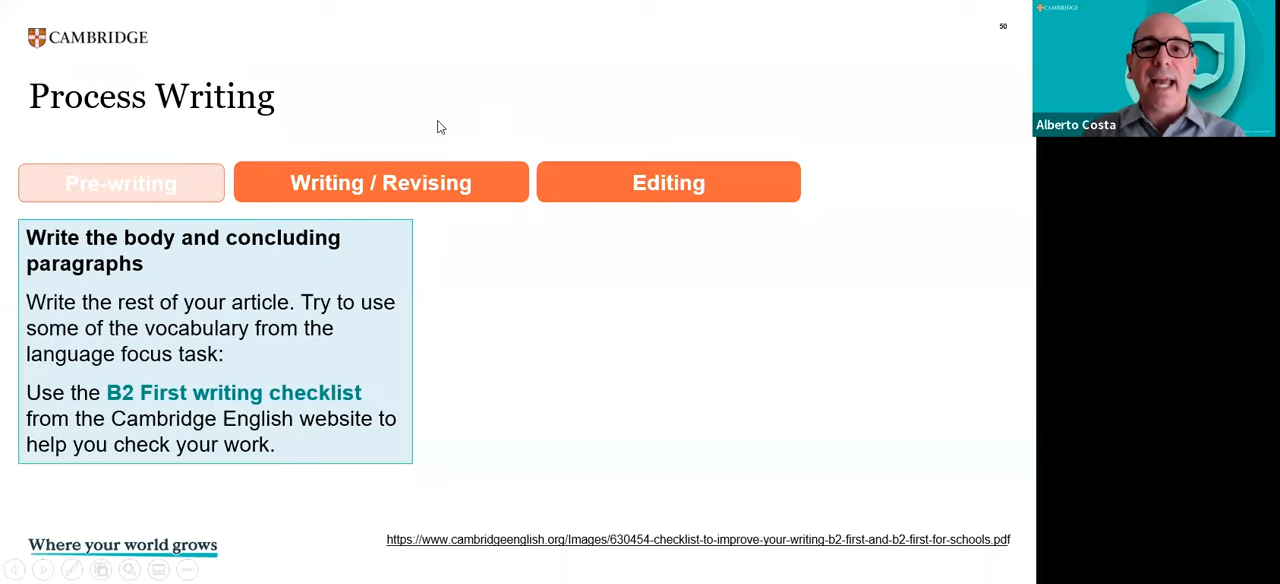 50
CAMBRIDGE
CAMBRIDGE
Process Writing
Alberto Costa
Pre-writing
Writing / Revising
Editing
Write the body and concluding
paragraphs
Write the rest of your article. Try to use
some of the vocabulary from the
language focus task:
Use the B2 First writing checklist
from the Cambridge English website to
help you check your work.
Where your world grows
https://www.cambridgeenglish.org/Images/630454-checklist-to-improve-your-writing-b2-first-and-b2-first-for-schools.pdf